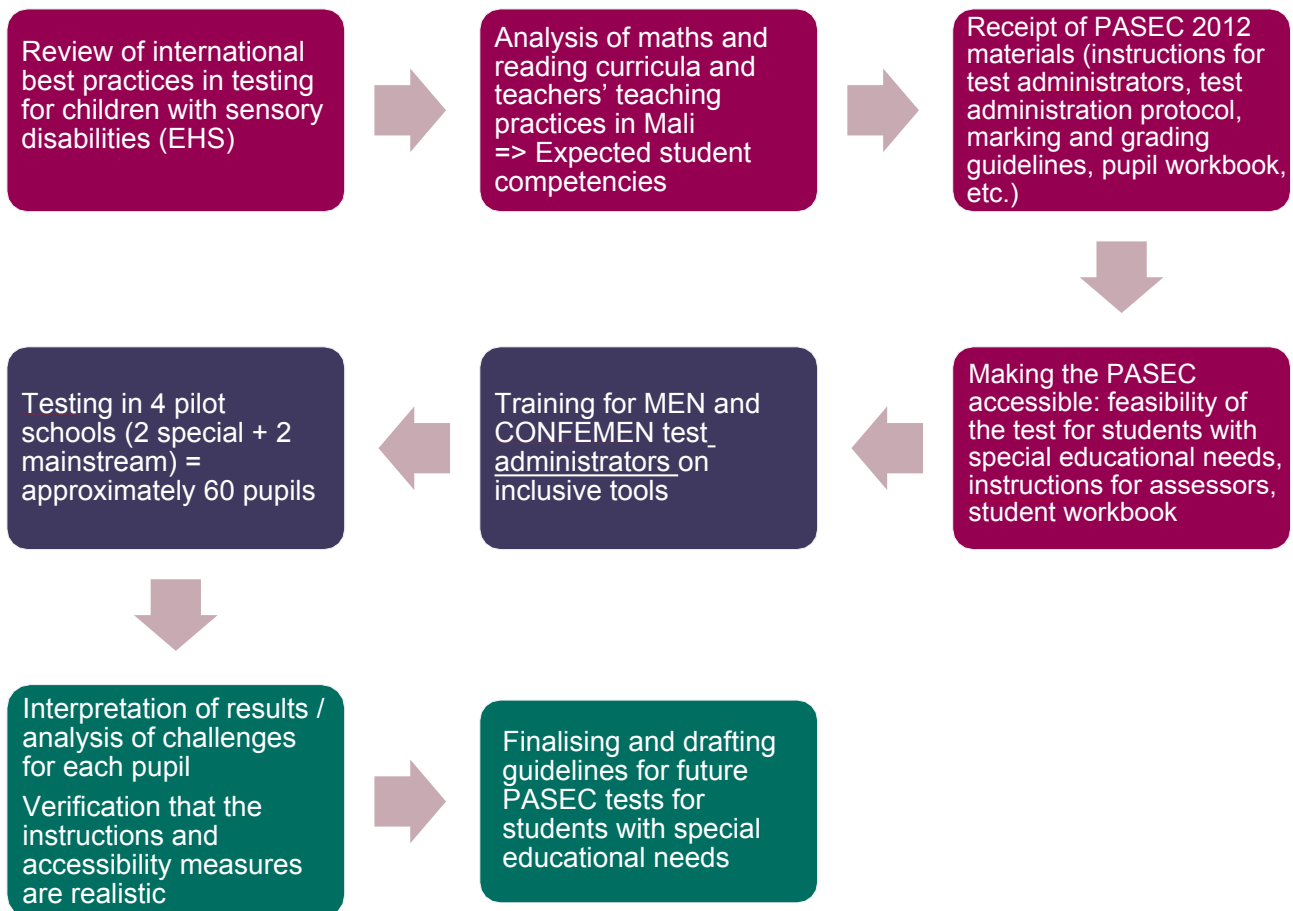 Review of international
best practices in testing
for children with sensory
disabilities (EHS)
Analysis of maths and
reading curricula and
teachers’ teaching
practices in Mali
=> Expected student
competencies
Receipt of PASEC 2012
materials (instructions for
test administrators, test
administration protocol,
marking and grading
guidelines, pupil workbook,
etc.)
Making the PASEC
accessible: feasibility of
the test for students with
special educational needs,
instructions for assessors,
student workbook
Training for MEN and
CONFEMEN test
administrators on
inclusive tools
Testing in 4 pilot
schools (2 special + 2
mainstream) =
approximately 60 pupils
Interpretation of results /
analysis of challenges
for each pupil
Verification that the
instructions and
accessibility measures
are realistic
Finalising and drafting
guidelines for future
PASEC tests for
students with special
educational needs